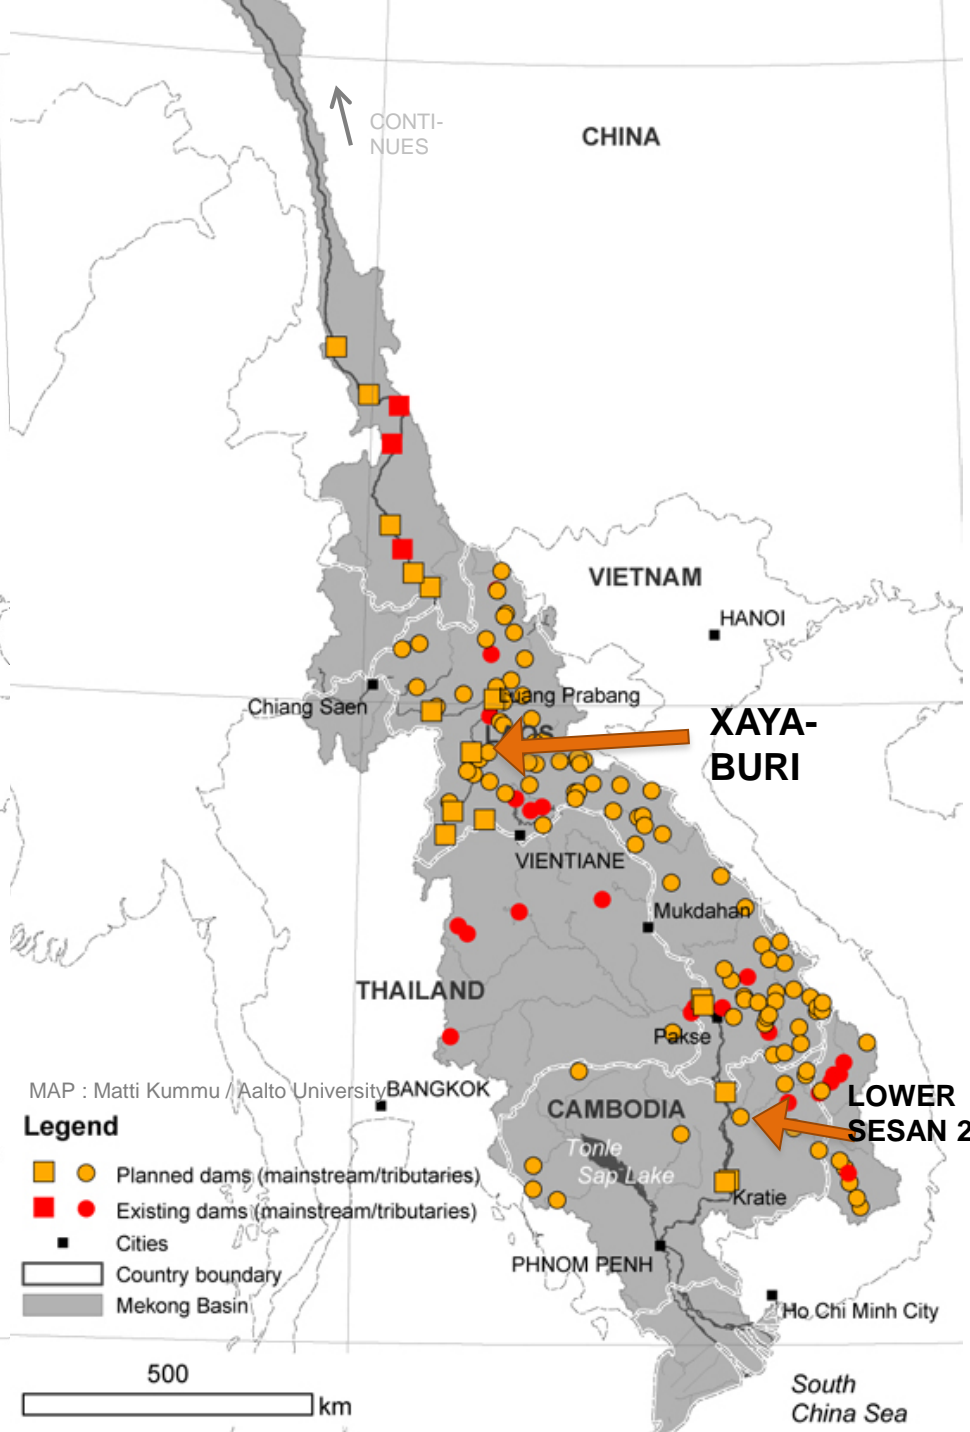 CONTI-
NUES
CHINA
VIETNAM
HANOI
Chiang Saen
Luang Prabang
LAOS
XAYA-
BURI
VIENTIANE
Mukdahan
THAILAND
Pakse
MAP : Matti Kummu / Aalto University
BANGKOK
CAMBODIA
LOWER
SESAN 2
Tonle
Sap Lake
Kratie
PHNOM PENH
Ho Chi Minh City
Legend
Planned dams (mainstream/tributaries)
Existing dams (mainstream/tributaries)
Cities
Country boundary
Mekong Basin
500
km
South
China Sea